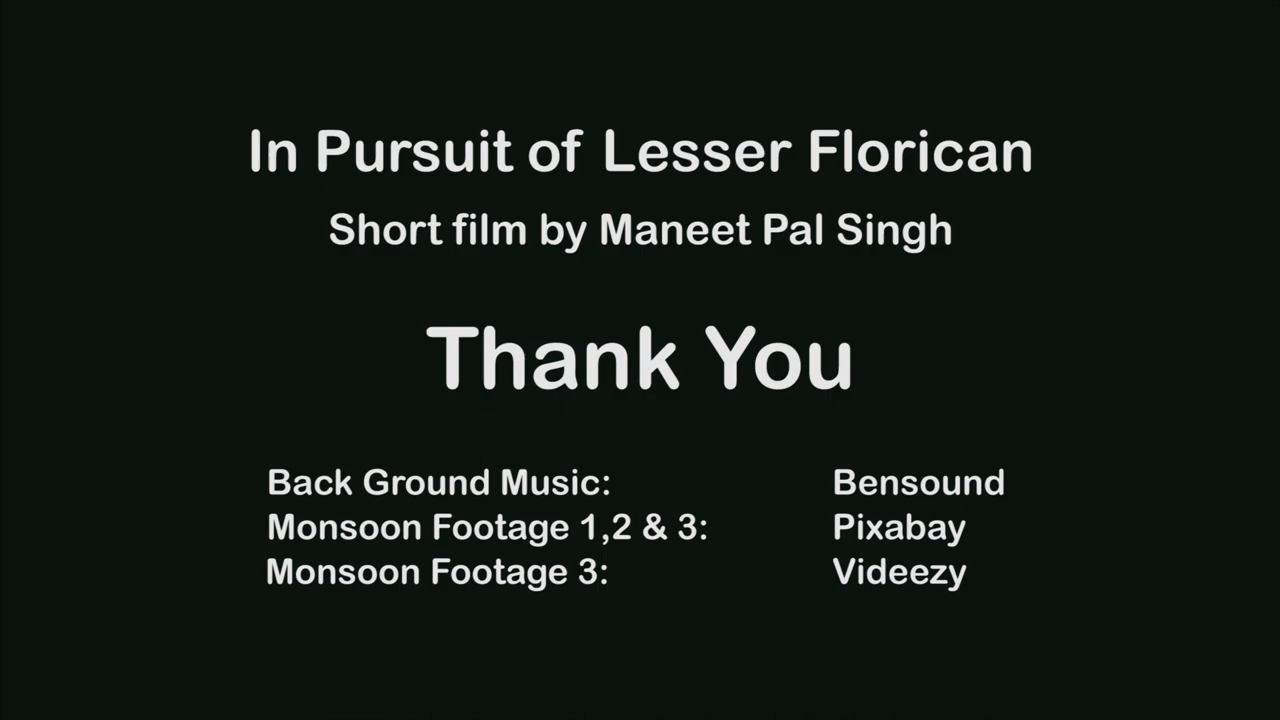 In Pursuit of Lesser Florican
Short film by Maneet Pal Singh
Thank You
Back Ground Music: Bensound
Monsoon Footage 1,2 & 3: Pixabay
Monsoon Footage 3: Videezy